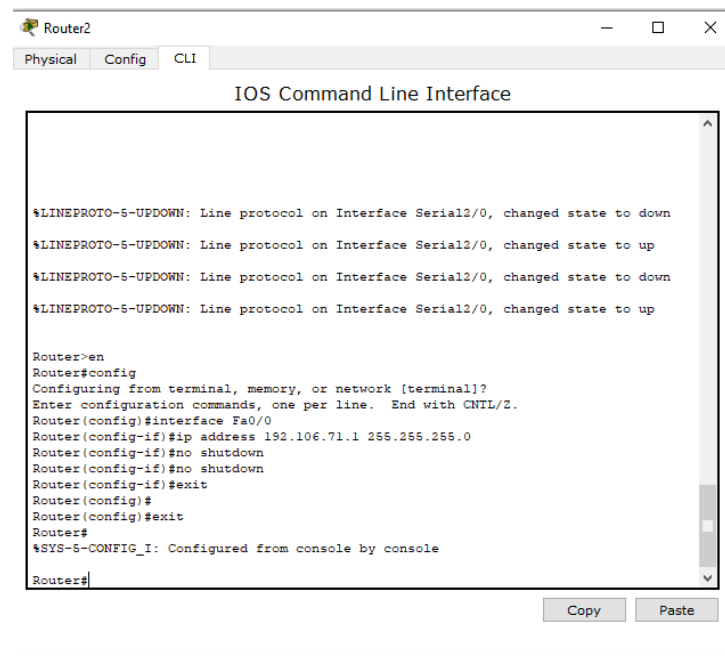 Router2
Physical Config CLI
IOS Command Line Interface
%LINEPROTO-5-UPDOWN: Line protocol on Interface Serial2/0, changed state to down
%LINEPROTO-5-UPDOWN: Line protocol on Interface Serial2/0, changed state to up
%LINEPROTO-5-UPDOWN: Line protocol on Interface Serial2/0, changed state to down
%LINEPROTO-5-UPDOWN: Line protocol on Interface Serial2/0, changed state to up
Router>en
Router#config
Configuring from terminal, memory, or network [terminal]?
Enter configuration commands, one per line.  End with CNTL/Z.
Router(config)#interface Fa0/0
Router(config-if)#ip address 192.106.71.1 255.255.255.0
Router(config-if)#no shutdown
Router(config-if)#no shutdown
Router(config-if)#exit
Router(config)#
Router(config)#exit
Router#
%SYS-5-CONFIG_I: Configured from console by console
Router#
Copy Paste